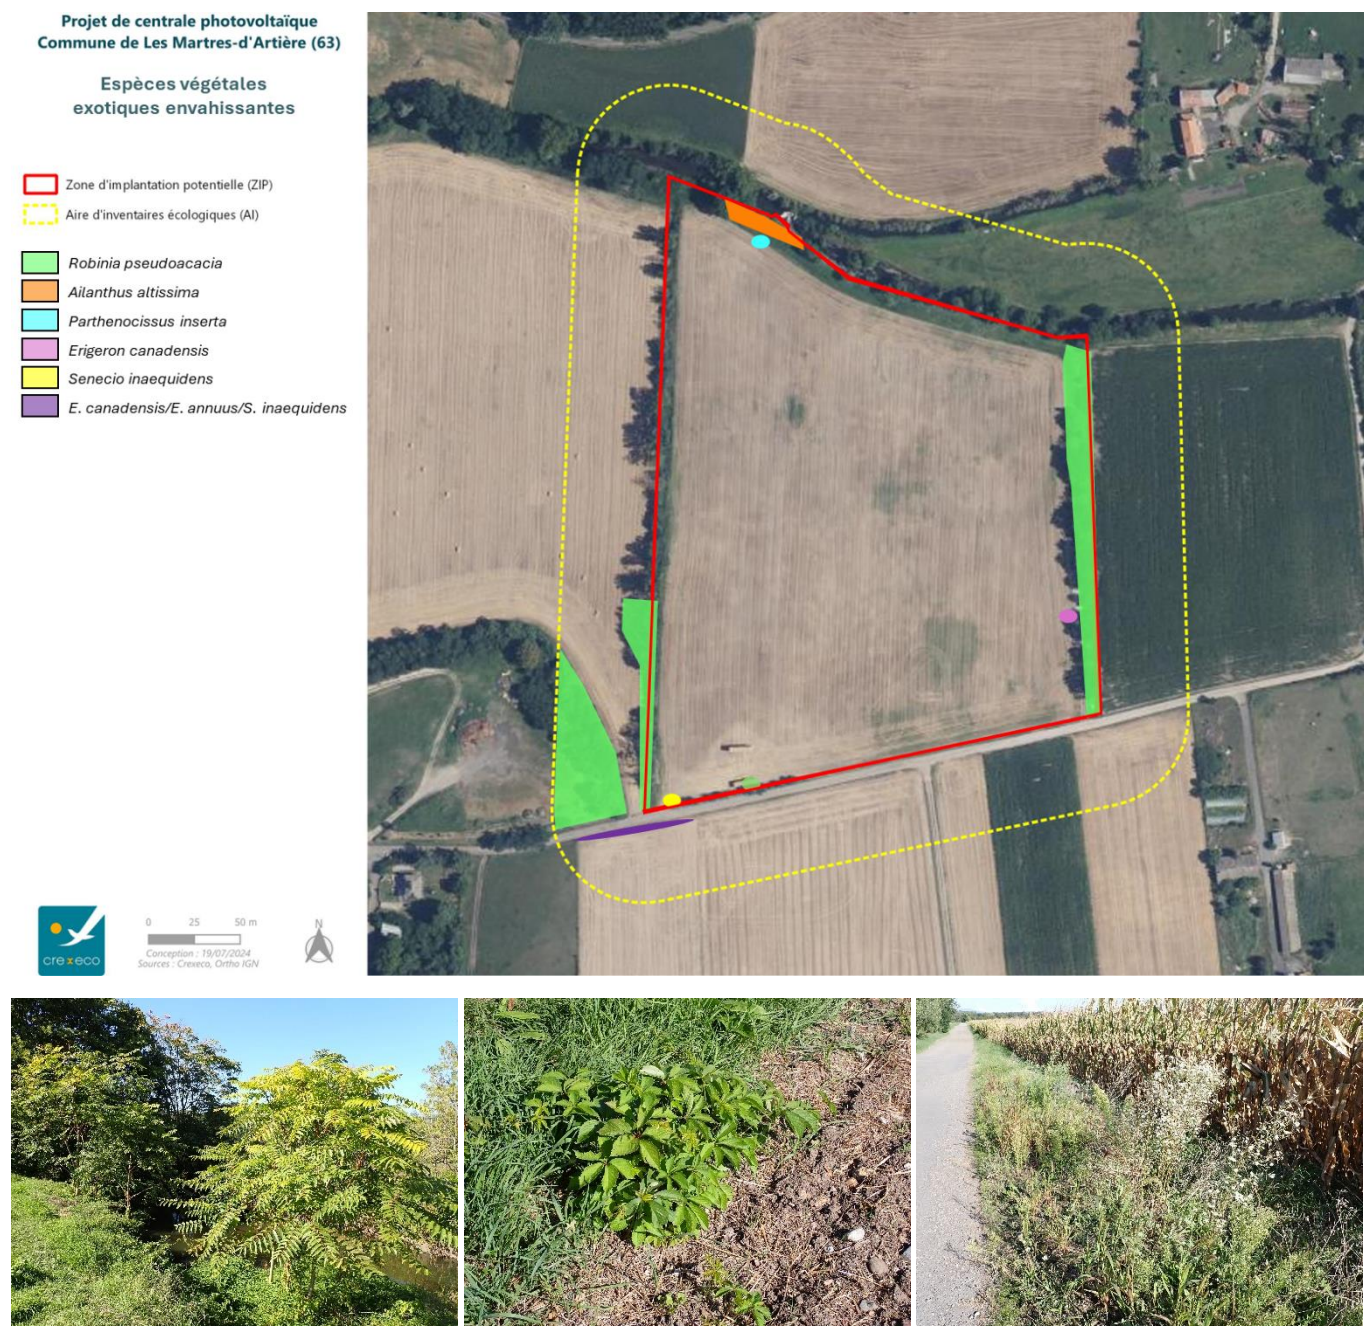 Projet de centrale photovoltaïque
Commune de Les Martres-d'Artière (63)
Espèces végétales
exotiques envahissantes
Zone d'implantation potentielle (ZIP)
Aire d'inventaires écologiques (AI)
Robinia pseudoacacia
Ailanthus altissima
Parthenocissus inserta
Erigeron canadensis
Senecio inaequidens
E. canadensis/E. annuus/S. inaequidens
crexeco
0 25 50 m
Conception : 19/07/2024
Sources : Crexeco, Ortho IGN
N